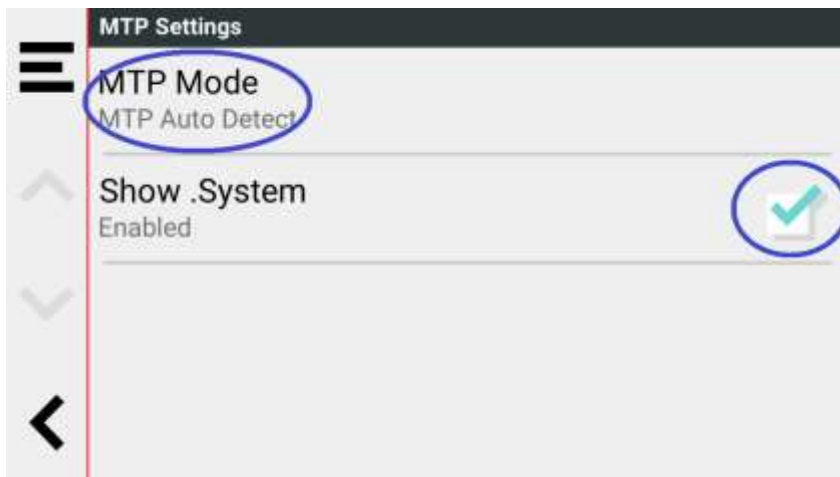 MTP Settings
MTP Mode
MTP Auto Detect
Show .System
Enabled